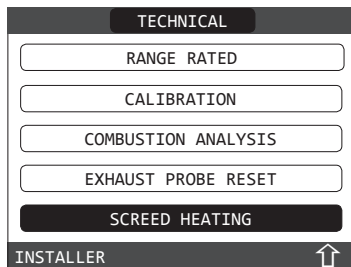 TECHNICAL
RANGE RATED
CALIBRATION
COMBUSTION ANALYSIS
EXHAUST PROBE RESET
SCREED HEATING
INSTALLER